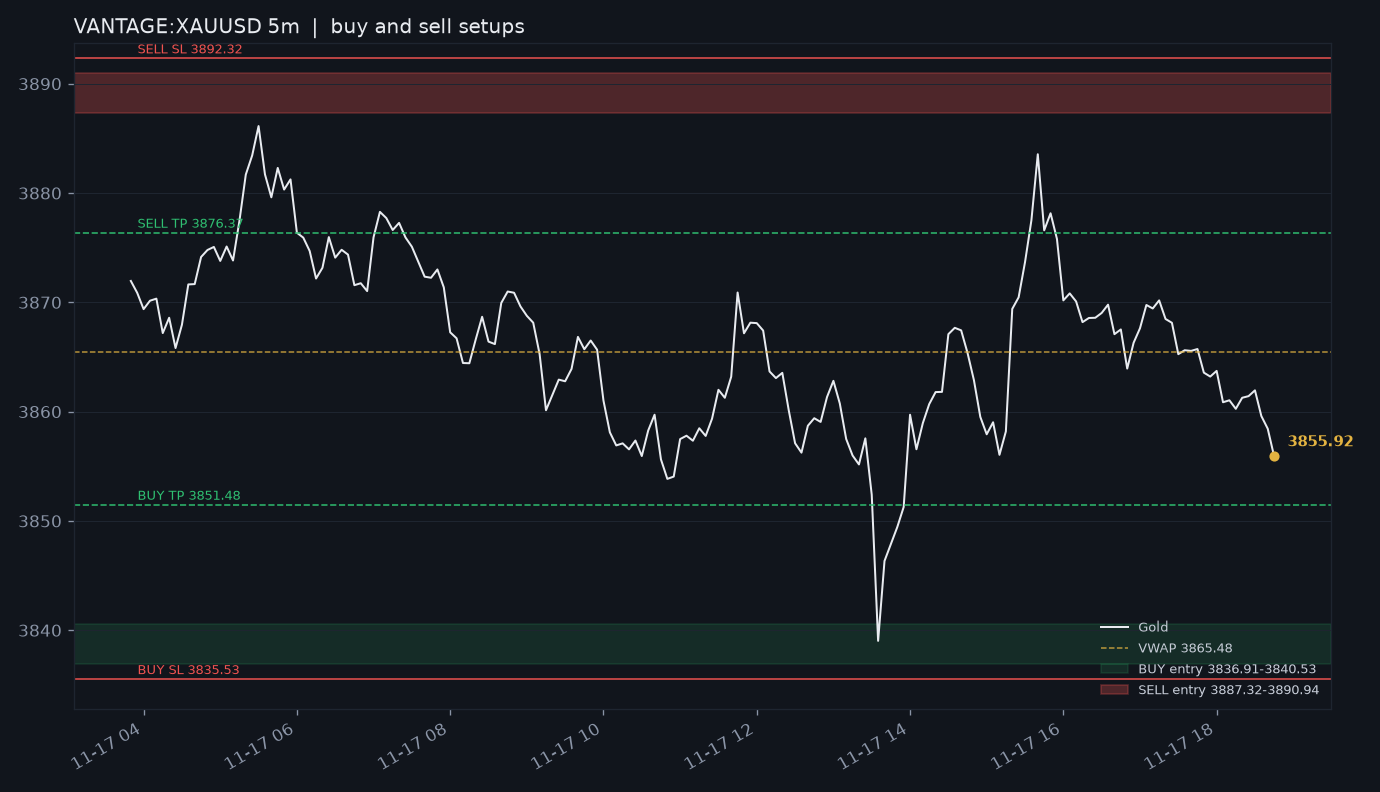 VANTAGE:XAUUSD 5m | buy and sell setups
SELL SL 3892.32
3890
3880
SELL TP 3876.37
3870
3860
3855.92
BUY TP 3851.48
3850
3840
Gold
VWAP 3865.48
BUY SL 3835.53
BUY entry 3836.91-3840.53
SELL entry 3887.32-3890.94
11-17 04
11-17 06
11-17 08
11-17 10
11-17 12
11-17 14
11-17 16
11-17 18